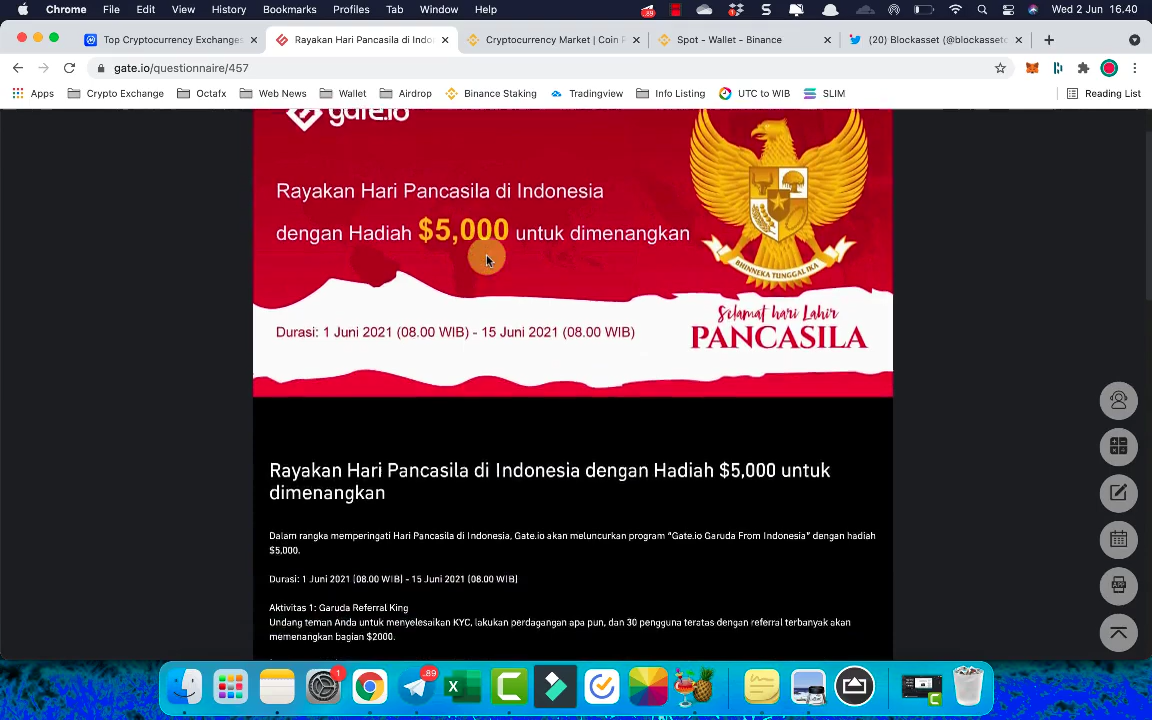 Chrome File Edit View History Bookmarks Profiles Tab Window Help Wed 2 Jun 16.40
Top Cryptocurrency Exchanges Rayakan Hari Pancasila di Indo Cryptocurrency Market | Coin Spot - Wallet - Binance (20) Blockasset (@blockasset
gate.io/questionnaire/457
Apps Crypto Exchange Octafx Web News Wallet Airdrop Binance Staking Tradingview Info Listing UTC to WIB SLIM Reading List
gate.io
Rayakan Hari Pancasila di Indonesia
dengan Hadiah $5,000 untuk dimenangkan
BHINNEKA TUNGGAL IKA
Selamat hari Lahir
PANCASILA
Durasi: 1 Juni 2021 (08.00 WIB) - 15 Juni 2021 (08.00 WIB)
Rayakan Hari Pancasila di Indonesia dengan Hadiah $5,000 untuk
dimenangkan
Dalam rangka memperingati Hari Pancasila di Indonesia, Gate.io akan meluncurkan program “Gate.io Garuda From Indonesia” dengan hadiah
$5,000.
Durasi: 1 Juni 2021 (08.00 WIB) - 15 Juni 2021 (08.00 WIB)
Aktivitas 1: Garuda Referral King
Undang teman Anda untuk menyelesaikan KYC, lakukan perdagangan apa pun, dan 30 pengguna teratas dengan referral terbanyak akan
memenangkan bagian $2000.